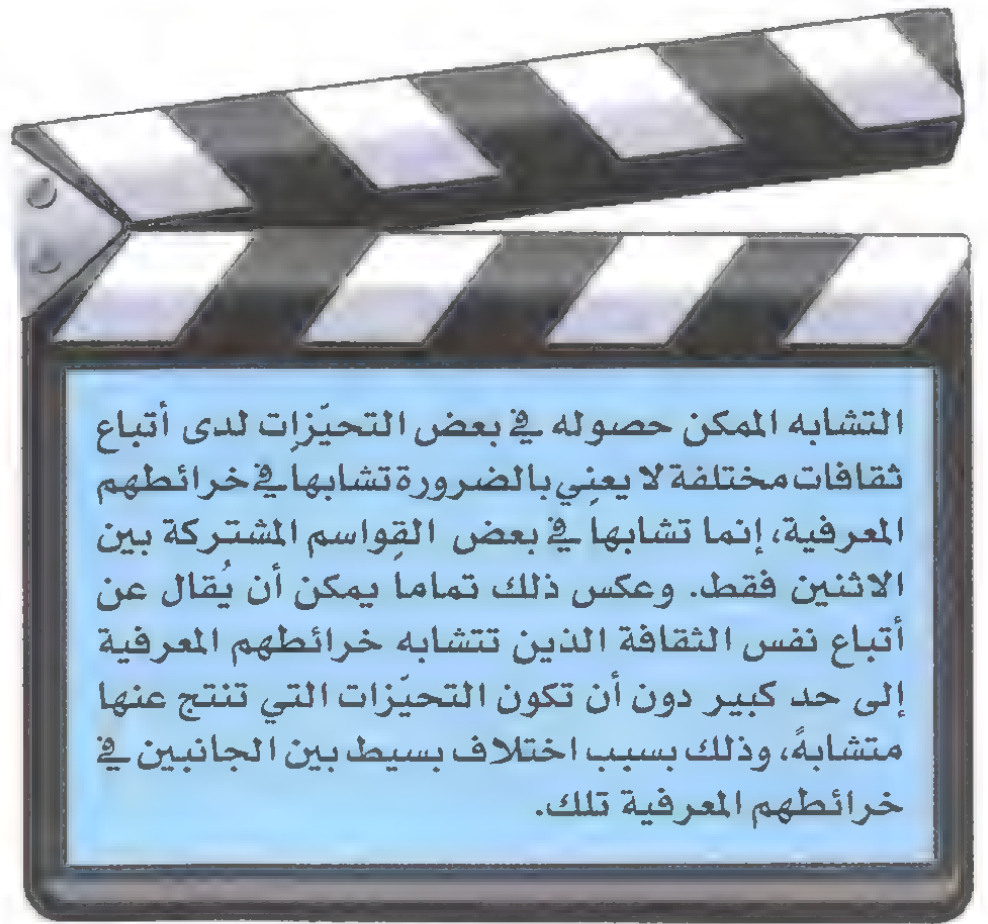 التشابه الممكن حصوله في بعض التحيّزات لدى أتباع
ثقافات مختلفة لا يعني بالضرورة تشابها في خرائطهم
المعرفية، إنما تشابها في بعض القواسم المشتركة بين
الاثنين فقط. وعكس ذلك تماما يمكن أن يُقال عن
أتباع نفس الثقافة الذين تتشابه خرائطهم المعرفية
إلى حد كبير دون أن تكون التحيّزات التي تنتج عنها
متشابهةً، وذلك بسبب اختلاف بسيط بين الجانبين في
خرائطهم المعرفية تلك.